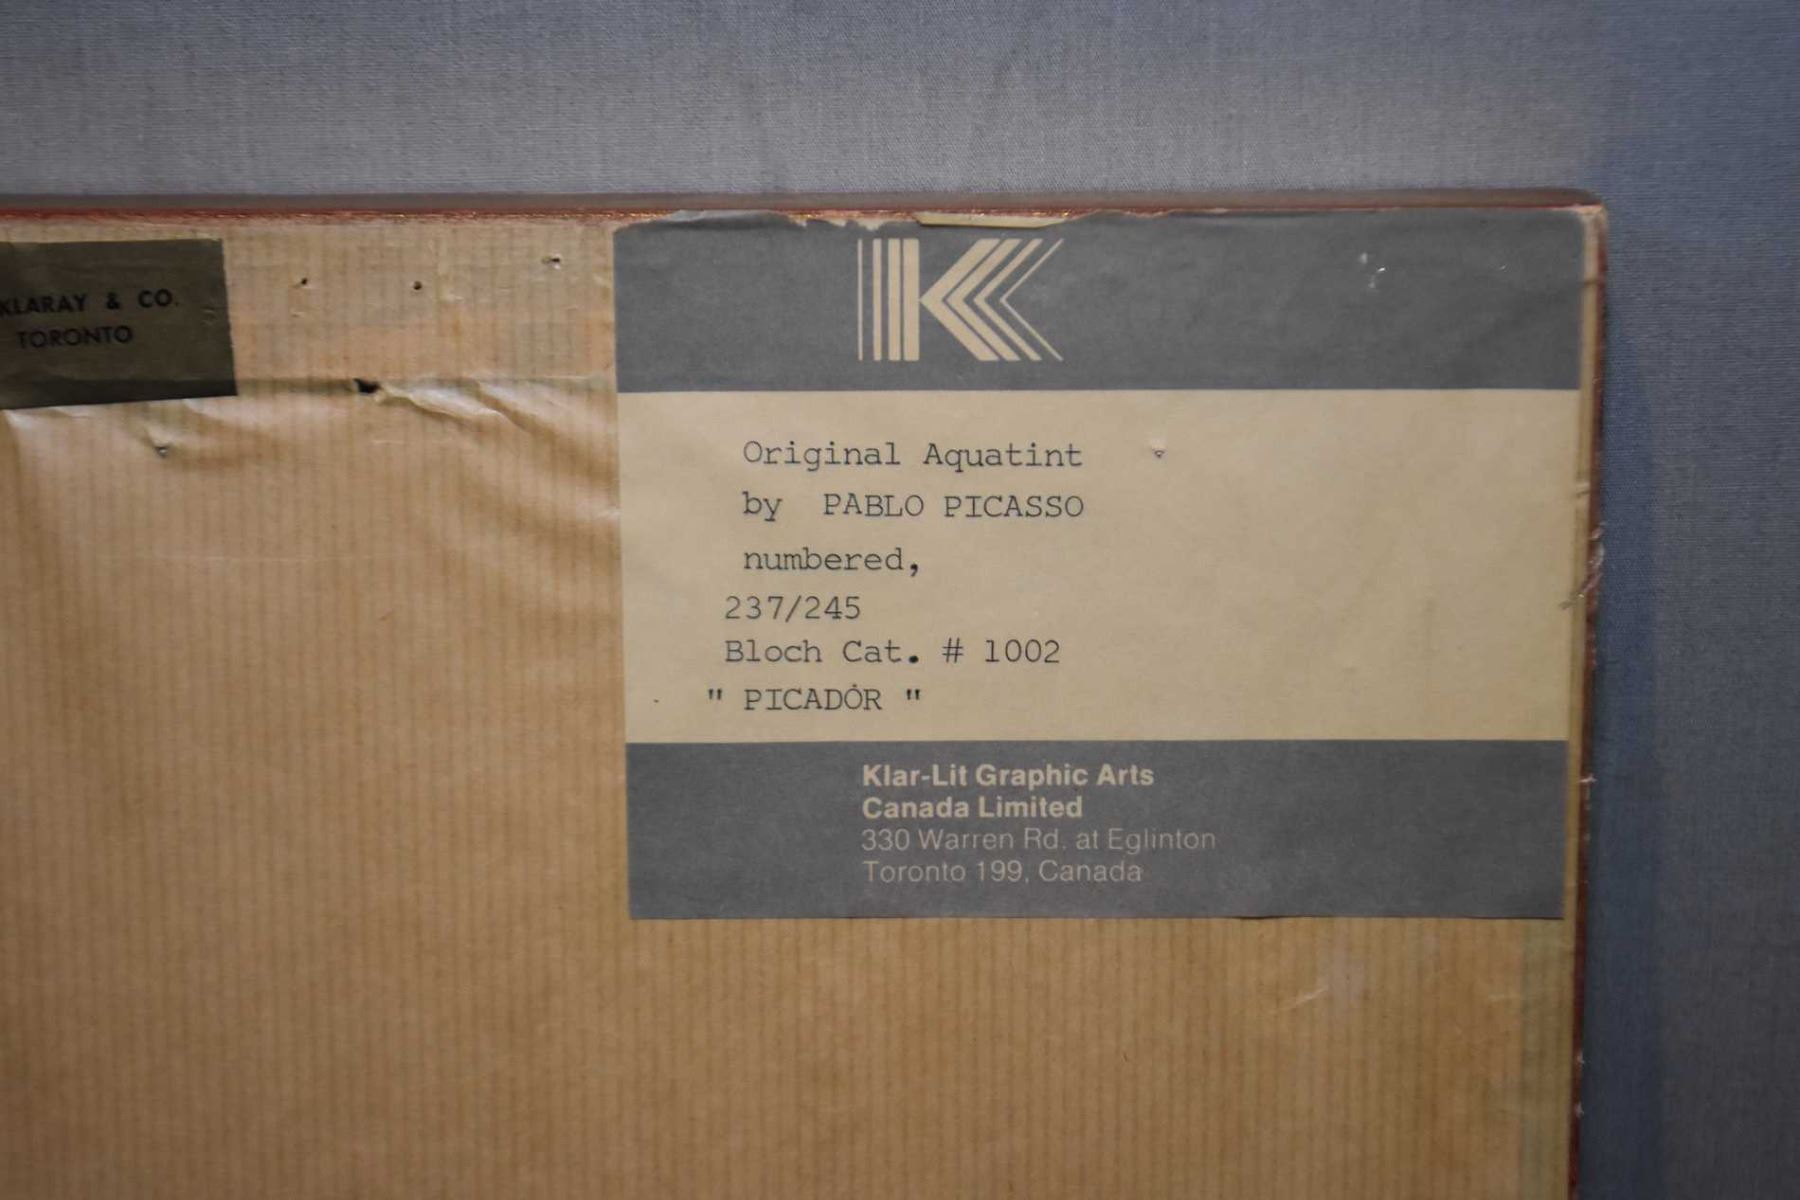 KLARAY & CO.
TORONTO
K
Original Aquatint
by PABLO PICASSO
numbered,
237/245
Bloch Cat. # 1002
" PICADÓR "
Klar-Lit Graphic Arts
Canada Limited
330 Warren Rd. at Eglinton
Toronto 199, Canada